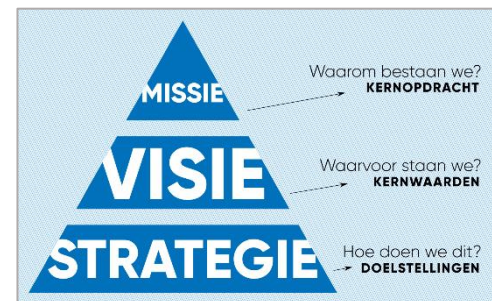 MISSIE
Waarom bestaan we?
KERNOPDRACHT
VISIE
Waarvoor staan we?
KERNWAARDEN
STRATEGIE
Hoe doen we dit?
DOELSTELLINGEN